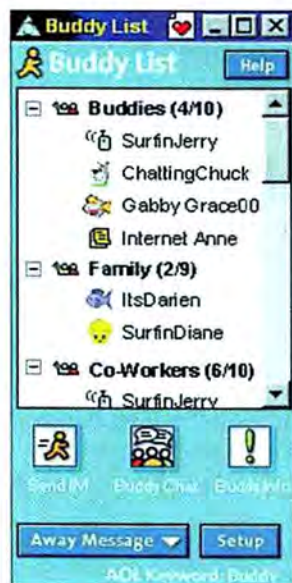 Buddy List
Buddy List
Help
Buddies (4/10)
SurfinJerry
ChattingChuck
Gabby Grace00
Internet Anne
Family (2/9)
ItsDarien
SurfinDiane
Co-Workers (6/10)
SurfinJerry
Send IM
Buddy Chat
Buddy Info
Away Message
Setup
AOL Keyword: Buddy